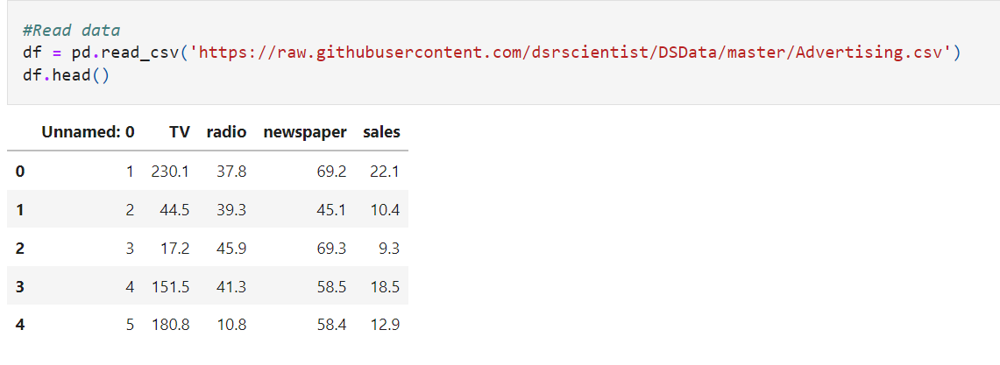 #Read data
df = pd.read_csv('https://raw.githubusercontent.com/dsrscientist/DSData/master/Advertising.csv')
df.head()
Unnamed: 0 TV radio newspaper sales
0 1 230.1 37.8 69.2 22.1
1 2 44.5 39.3 45.1 10.4
2 3 17.2 45.9 69.3 9.3
3 4 151.5 41.3 58.5 18.5
4 5 180.8 10.8 58.4 12.9